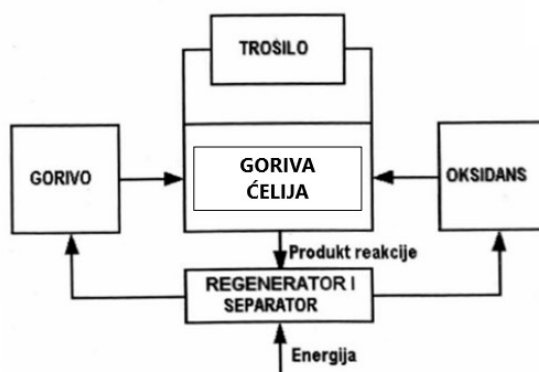 TROŠILO
GORIVO
GORIVA
ĆELIJA
OKSIDANS
Produkt reakcije
REGENERATOR I
SEPARATOR
Energija